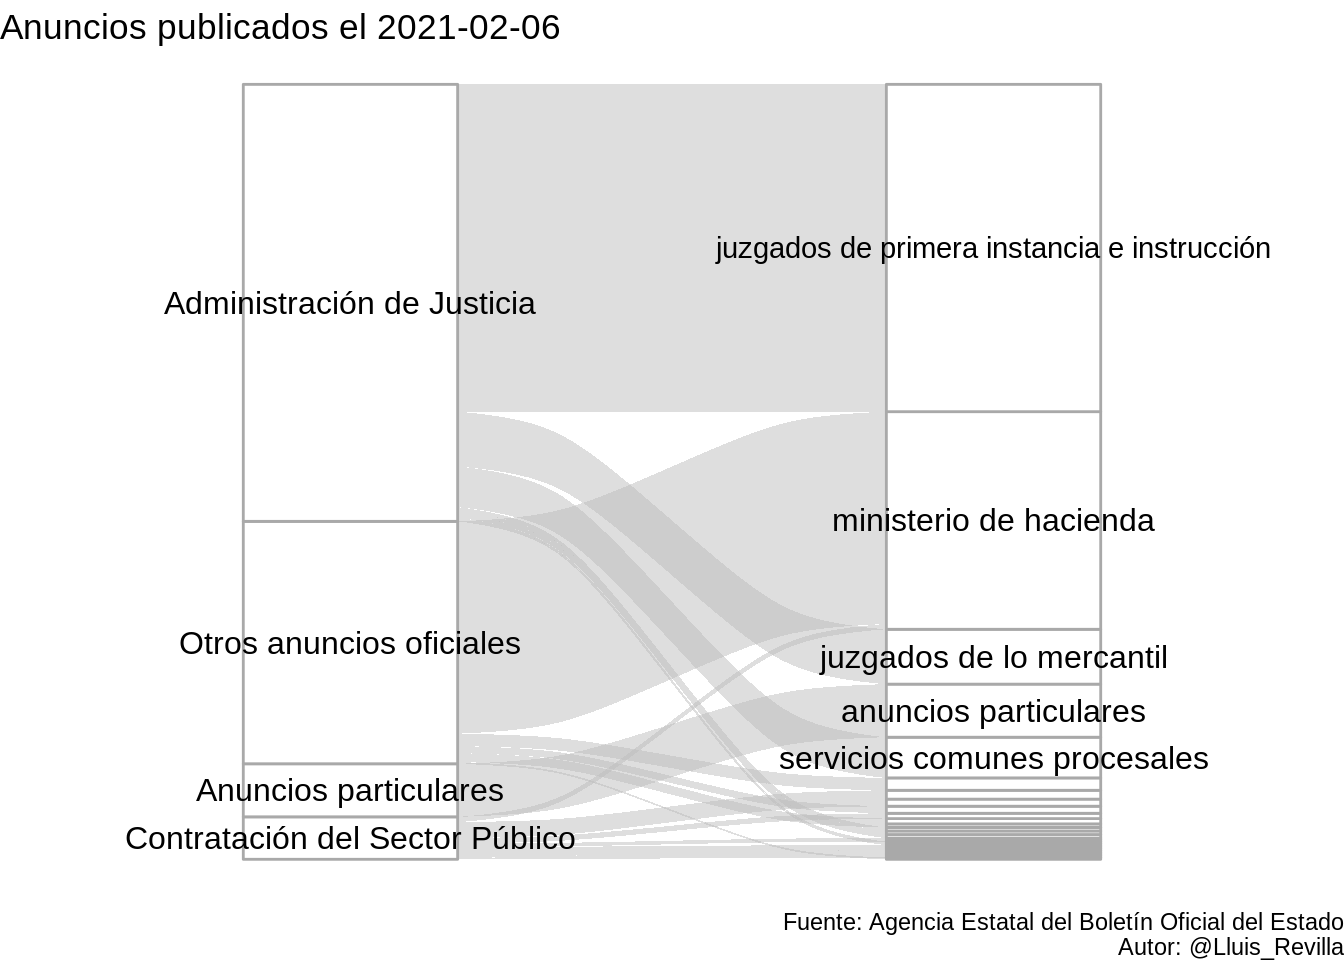 Anuncios publicados el 2021-02-06
juzgados de primera instancia e instrucción
Administración de Justicia
ministerio de hacienda
Otros anuncios oficiales
juzgados de lo mercantil
anuncios particulares
servicios comunes procesales
Anuncios particulares
Contratación del Sector Público
Fuente: Agencia Estatal del Boletín Oficial del Estado
Autor: @Lluis_Revilla